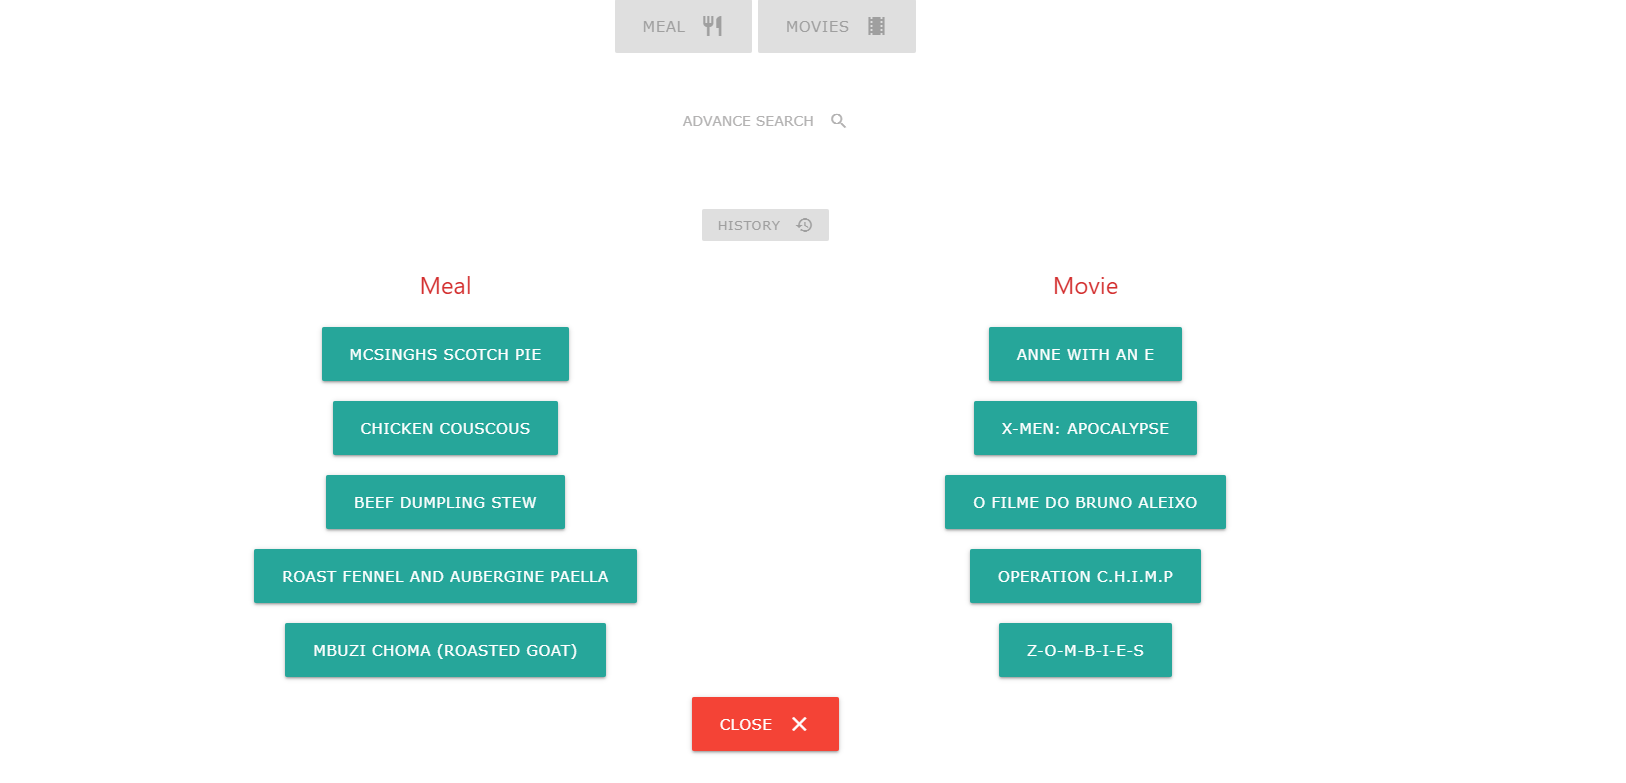 MEAL
MOVIES
ADVANCE SEARCH
HISTORY
Meal
MCSINGHS SCOTCH PIE
CHICKEN COUSCOUS
BEEF DUMPLING STEW
ROAST FENNEL AND AUBERGINE PAELLA
MBUZI CHOMA (ROASTED GOAT)
Movie
ANNE WITH AN E
X-MEN: APOCALYPSE
O FILME DO BRUNO ALEIXO
OPERATION C.H.I.M.P
Z-O-M-B-I-E-S
CLOSE